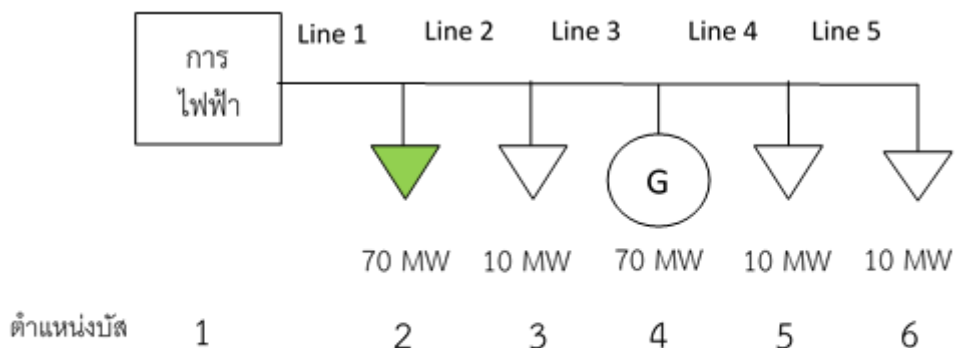 การ
ไฟฟ้า
Line 1 Line 2 Line 3 Line 4 Line 5
G
70 MW 10 MW 70 MW 10 MW 10 MW
ตำแหน่งบัส 1 2 3 4 5 6